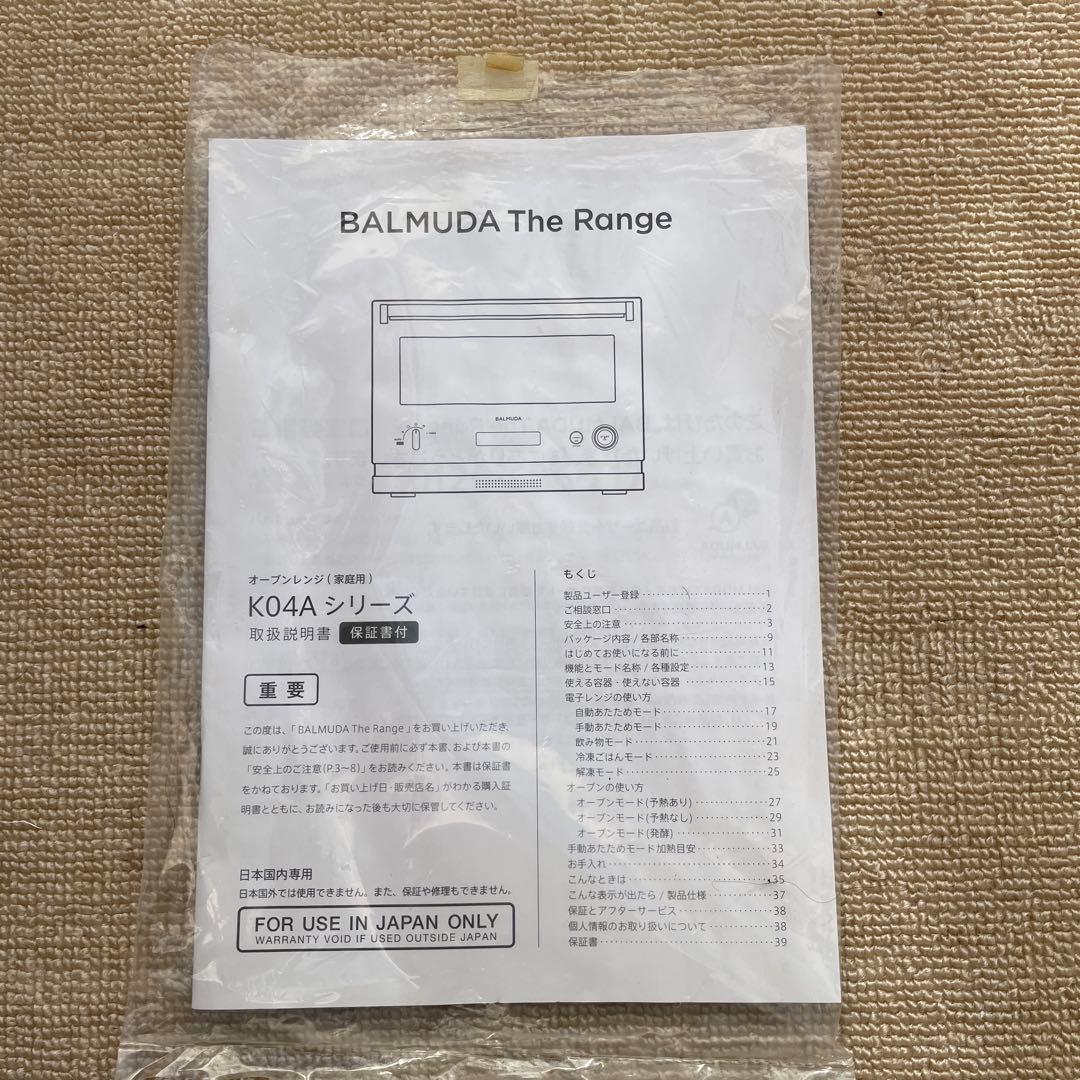 BALMUDA The Range
BALMUDA
オーブンレンジ(家庭用)
K04A シリーズ
取扱説明書 保証書付
重要
この度は、「BALMUDA The Range」をお買い上げいただき、
誠にありがとうございます。ご使用前に必ず本書、および本書の
「安全上のご注意(P.3〜8)」をお読みください。本書は保証書
をかねております。「お買い上げ日・販売店名」がわかる購入証
明書とともに、お読みになった後も大切に保管してください。
日本国内専用
日本国外では使用できません。また、保証や修理もできません。
FOR USE IN JAPAN ONLY
WARRANTY VOID IF USED OUTSIDE JAPAN
もくじ
製品ユーザー登録 1
ご相談窓口 2
安全上の注意 3
パッケージ内容 / 各部名称 9
はじめてお使いになる前に 11
機能とモード名称 / 各種設定 13
使える容器・使えない容器 15
電子レンジの使い方
自動あたためモード 17
手動あたためモード 19
飲み物モード 21
冷凍ごはんモード 23
解凍モード 25
オーブンの使い方
オーブンモード(予熱あり) 27
オーブンモード(予熱なし) 29
オーブンモード(発酵) 31
手動あたためモード加熱目安 33
お手入れ 34
こんなときは 35
こんな表示が出たら / 製品仕様 37
保証とアフターサービス 38
個人情報のお取り扱いについて 38
保証書 39